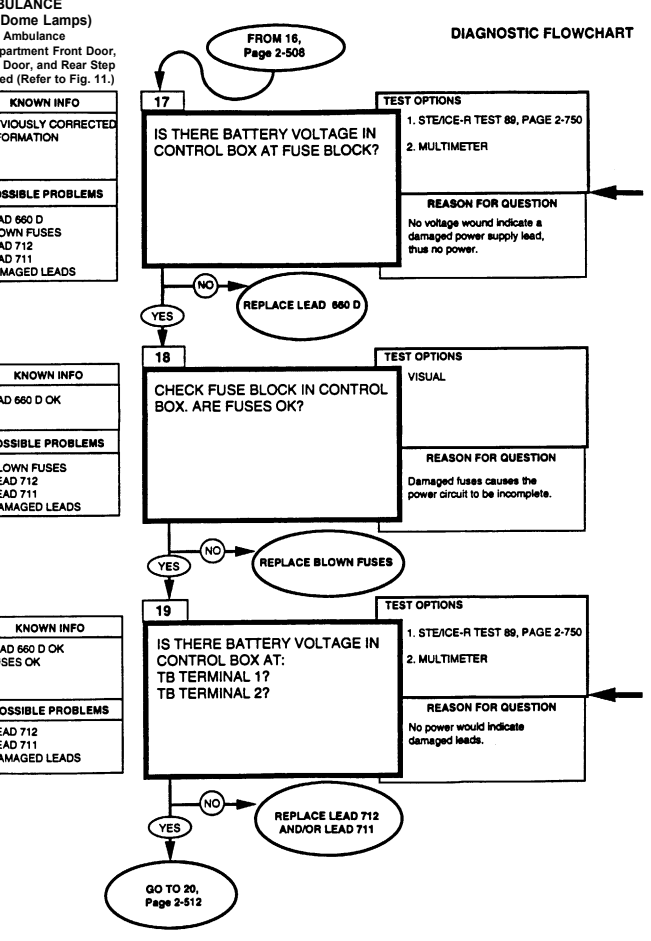 BULANCE
(Dome Lamps)
Ambulance
partment Front Door,
Door, and Rear Step
ed (Refer to Fig. 11.)
DIAGNOSTIC FLOWCHART
FROM 16,
Page 2-508
KNOWN INFO
VIOUSLY CORRECTED
FORMATION
OSSIBLE PROBLEMS
AD 660 D
OWN FUSES
AD 712
AD 711
MAGED LEADS
17
IS THERE BATTERY VOLTAGE IN
CONTROL BOX AT FUSE BLOCK?
TEST OPTIONS
1. STE/ICE-R TEST 89, PAGE 2-750
2. MULTIMETER
REASON FOR QUESTION
No voltage wound indicate a
damaged power supply lead,
thus no power.
NO
REPLACE LEAD 660 D
YES
KNOWN INFO
AD 660 D OK
OSSIBLE PROBLEMS
LOWN FUSES
EAD 712
EAD 711
AMAGED LEADS
18
CHECK FUSE BLOCK IN CONTROL
BOX. ARE FUSES OK?
TEST OPTIONS
VISUAL
REASON FOR QUESTION
Damaged fuses causes the
power circuit to be incomplete.
NO
REPLACE BLOWN FUSES
YES
KNOWN INFO
AD 660 D OK
SES OK
OSSIBLE PROBLEMS
EAD 712
EAD 711
AMAGED LEADS
19
IS THERE BATTERY VOLTAGE IN
CONTROL BOX AT:
TB TERMINAL 1?
TB TERMINAL 2?
TEST OPTIONS
1. STE/ICE-R TEST 89, PAGE 2-750
2. MULTIMETER
REASON FOR QUESTION
No power would indicate
damaged leads.
NO
REPLACE LEAD 712
AND/OR LEAD 711
YES
GO TO 20,
Page 2-512